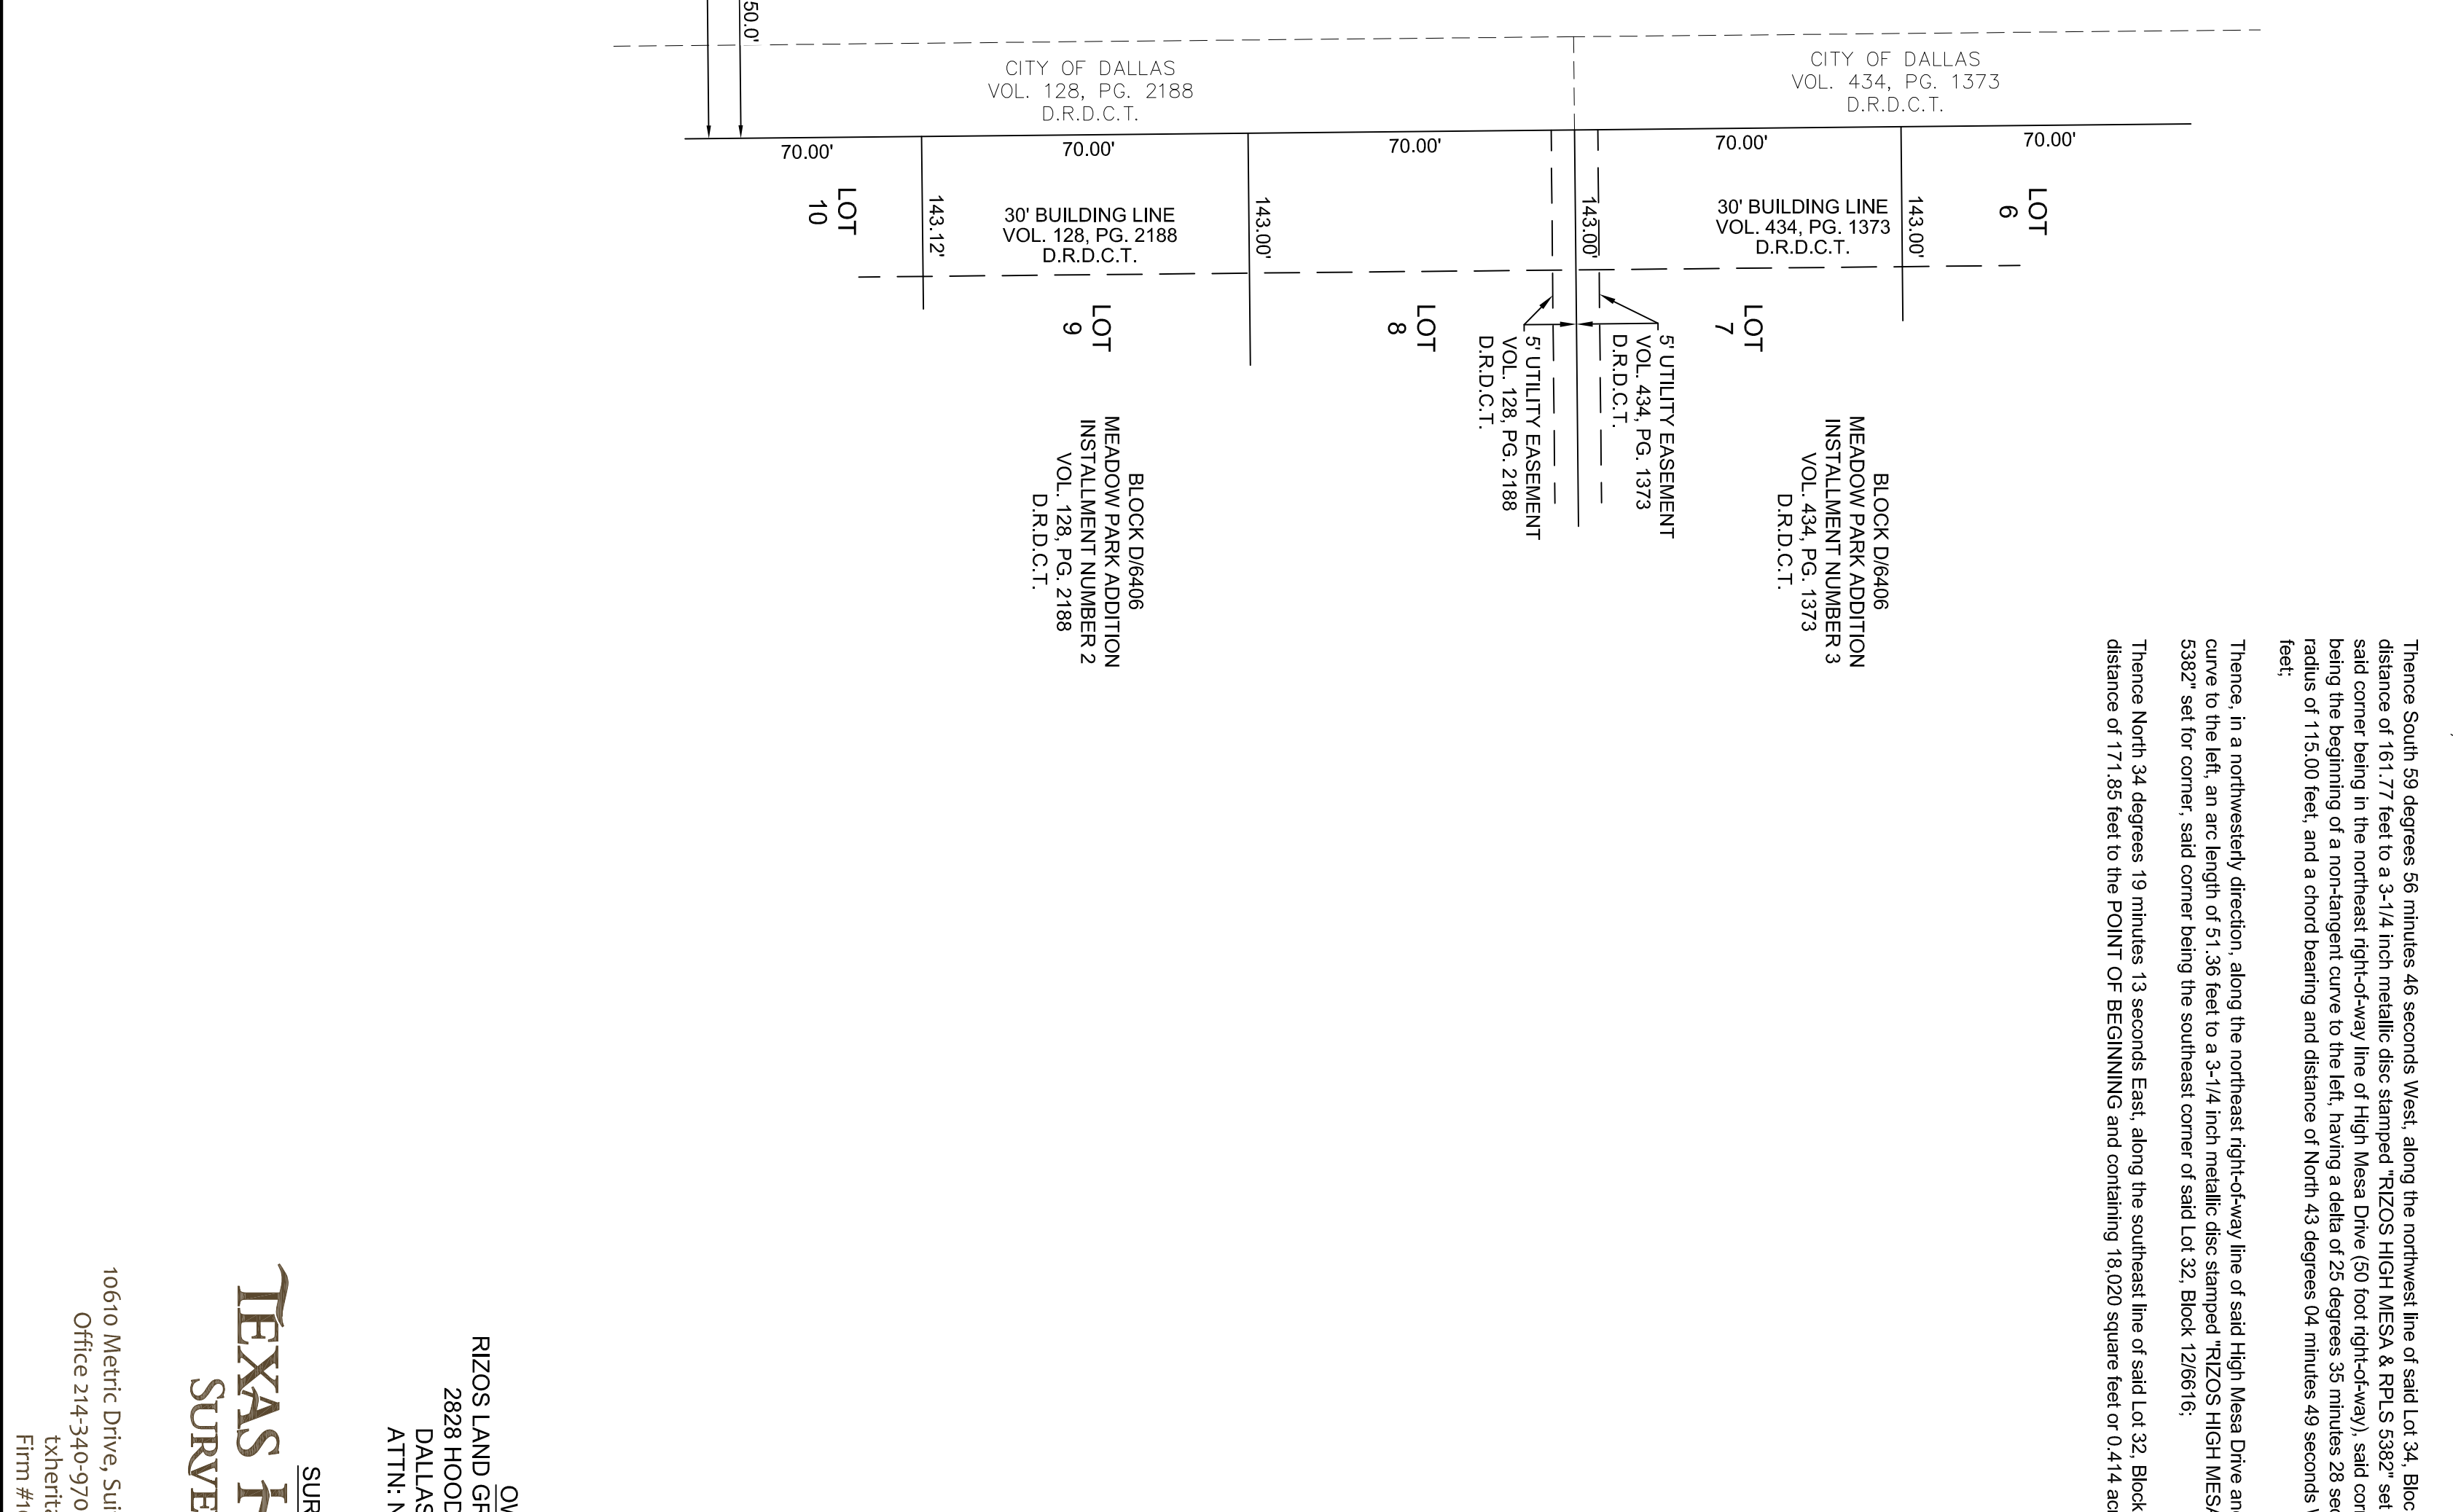 50.0'
CITY OF DALLAS
VOL. 128, PG. 2188
D.R.D.C.T.
CITY OF DALLAS
VOL. 434, PG. 1373
D.R.D.C.T.
70.00'
70.00'
70.00'
70.00'
70.00'
LOT
10
143.12'
30' BUILDING LINE
VOL. 128, PG. 2188
D.R.D.C.T.
143.00'
143.00'
30' BUILDING LINE
VOL. 434, PG. 1373
D.R.D.C.T.
143.00'
LOT
6
LOT
9
LOT
8
LOT
7
5' UTILITY EASEMENT
VOL. 434, PG. 1373
D.R.D.C.T.
5' UTILITY EASEMENT
VOL. 128, PG. 2188
D.R.D.C.T.
BLOCK D/6406
MEADOW PARK ADDITION
INSTALLMENT NUMBER 2
VOL. 128, PG. 2188
D.R.D.C.T.
BLOCK D/6406
MEADOW PARK ADDITION
INSTALLMENT NUMBER 3
VOL. 434, PG. 1373
D.R.D.C.T.
Thence South 59 degrees 56 minutes 46 seconds West, along the northwest line of said Lot 34,
distance of 161.77 feet to a 3-1/4 inch metallic disc stamped "RIZOS HIGH MESA & RPLS 5382" set
said corner being in the northeast right-of-way line of High Mesa Drive (50 foot right-of-way), said
being the beginning of a non-tangent curve to the left, having a delta of 25 degrees 35 minutes 28
radius of 115.00 feet, and a chord bearing and distance of North 43 degrees 04 minutes 49 seconds
feet;
Thence, in a northwesterly direction, along the northeast right-of-way line of said High Mesa Drive
curve to the left, an arc length of 51.36 feet to a 3-1/4 inch metallic disc stamped "RIZOS HIGH MESA
5382" set for corner, said corner being the southeast corner of said Lot 32, Block 12/6616;
Thence North 34 degrees 19 minutes 13 seconds East, along the southeast line of said Lot 32, Block
distance of 171.85 feet to the POINT OF BEGINNING and containing 18,020 square feet or 0.414
RIZOS LAND
2828
DALLAS
ATTN:
TEXAS
10610 Metric Drive,
Office